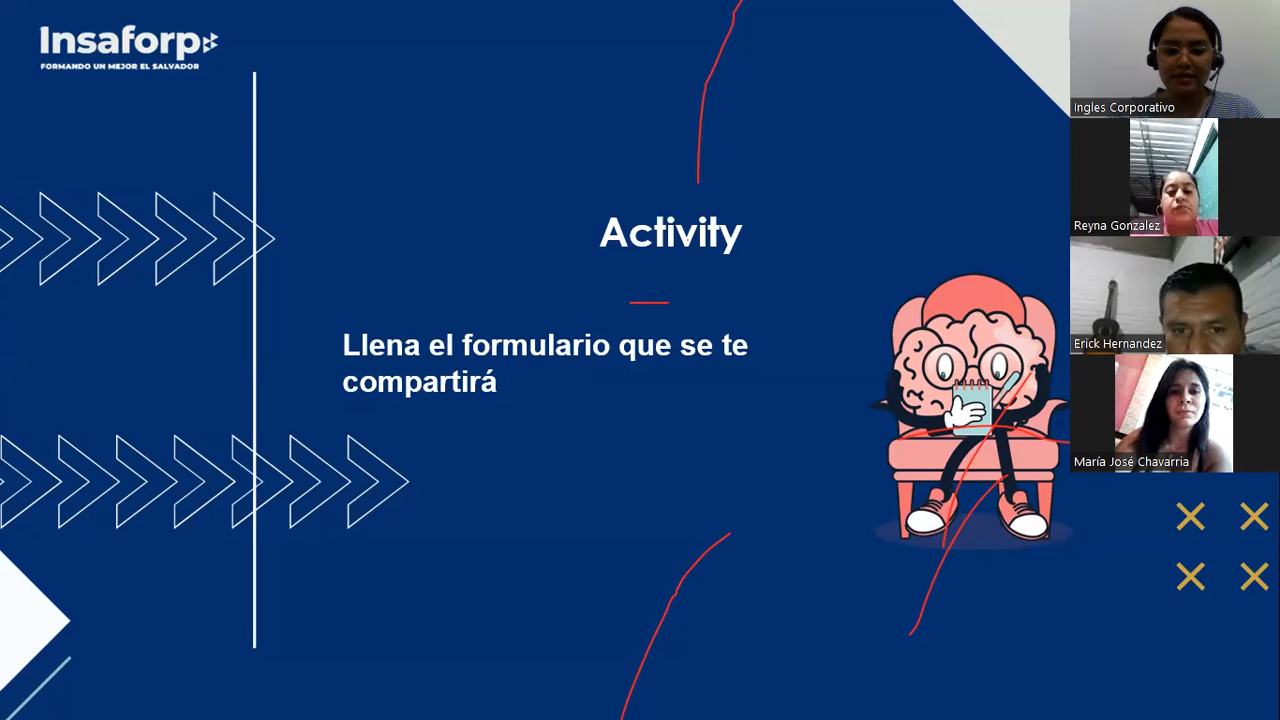 Insaforp
FORMANDO UN MEJOR EL SALVADOR
Activity
Llena el formulario que se te
compartirá
Ingles Corporativo
Reyna Gonzalez
Erick Hernandez
María José Chavarria